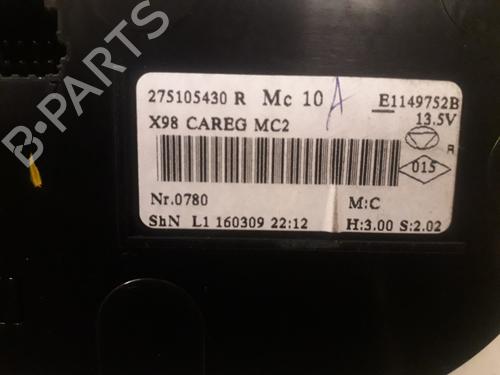 B-PARTS
275105430 R Mc 10 A E1149752B
X98 CAREG MC2 13.5V
R
015
Nr.0780 M:C
ShN L1 160309 22:12 H:3.00 S:2.02